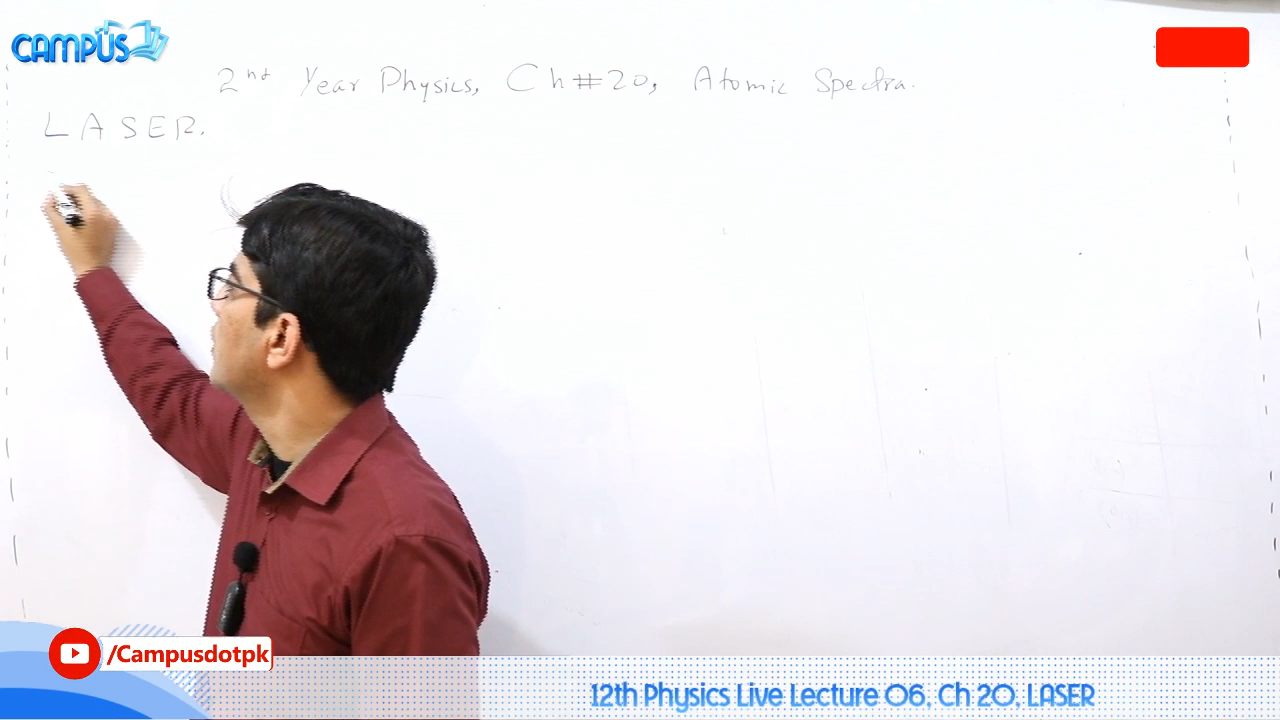 CAMPUS
2nd Year Physics, Ch#20, Atomic Spectra.
LASER.
/Campusdotpk
12th Physics Live Lecture 06, Ch 20, LASER